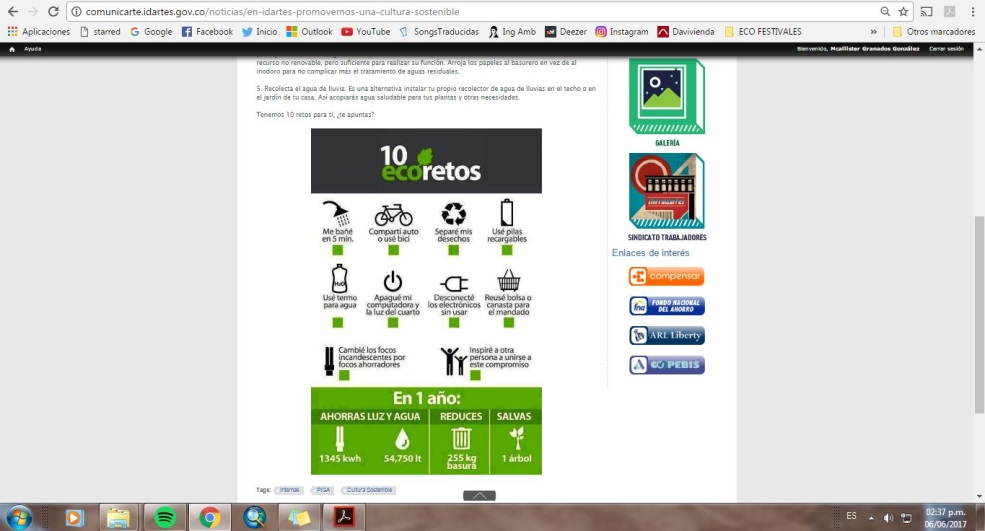 comunicarte.idartes.gov.co/noticias/en-idartes-promovemos-una-cultura-sostenible
Aplicaciones starred Google Facebook Inicio Outlook YouTube SongsTraducidas Ing Amb Deezer Instagram Davivienda ECO FESTIVALES » Otros marcadores
Ayuda Bienvenido, Mcallister Granados González Cerrar sesión
recurso no renovable, pero suficiente para realizar su función. Arroja los papeles al basurero en vez de al
inodoro para no complicar más el tratamiento de aguas residuales.
5. Recolecta el agua de lluvia. Es una alternativa instalar tu propio recolector de agua de lluvias en el techo o en
el jardín de tu casa. Así acopiarás agua saludable para tus plantas y otras necesidades.
Tenemos 10 retos para ti, ¿te apuntas?
10
ecoretos
Me bañé
en 5 min.
Compartí auto
o usé bici
Separé mis
desechos
Usé pilas
recargables
H2O
Usé termo
para agua
Apagué mi
computadora y
la luz del cuarto
Desconecté
los electrónicos
sin usar
Reusé bolsa o
canasta para
el mandado
Cambié los focos
incandescentes por
focos ahorradores
Inspiré a otra
persona a unirse a
este compromiso
En 1 año:
AHORRAS LUZ Y AGUA REDUCES SALVAS
1345 kwh
54,750 lt
255 kg
basura
1 árbol
Tags: Internas PIGA Cultura Sostenible
GALERÍA
SINDICATO TRABAJADORES
Enlaces de interés
compensar
fna FONDO NACIONAL
DEL AHORRO
ARL Liberty
COPEBIS
ES
02:37 p.m.
06/06/2017